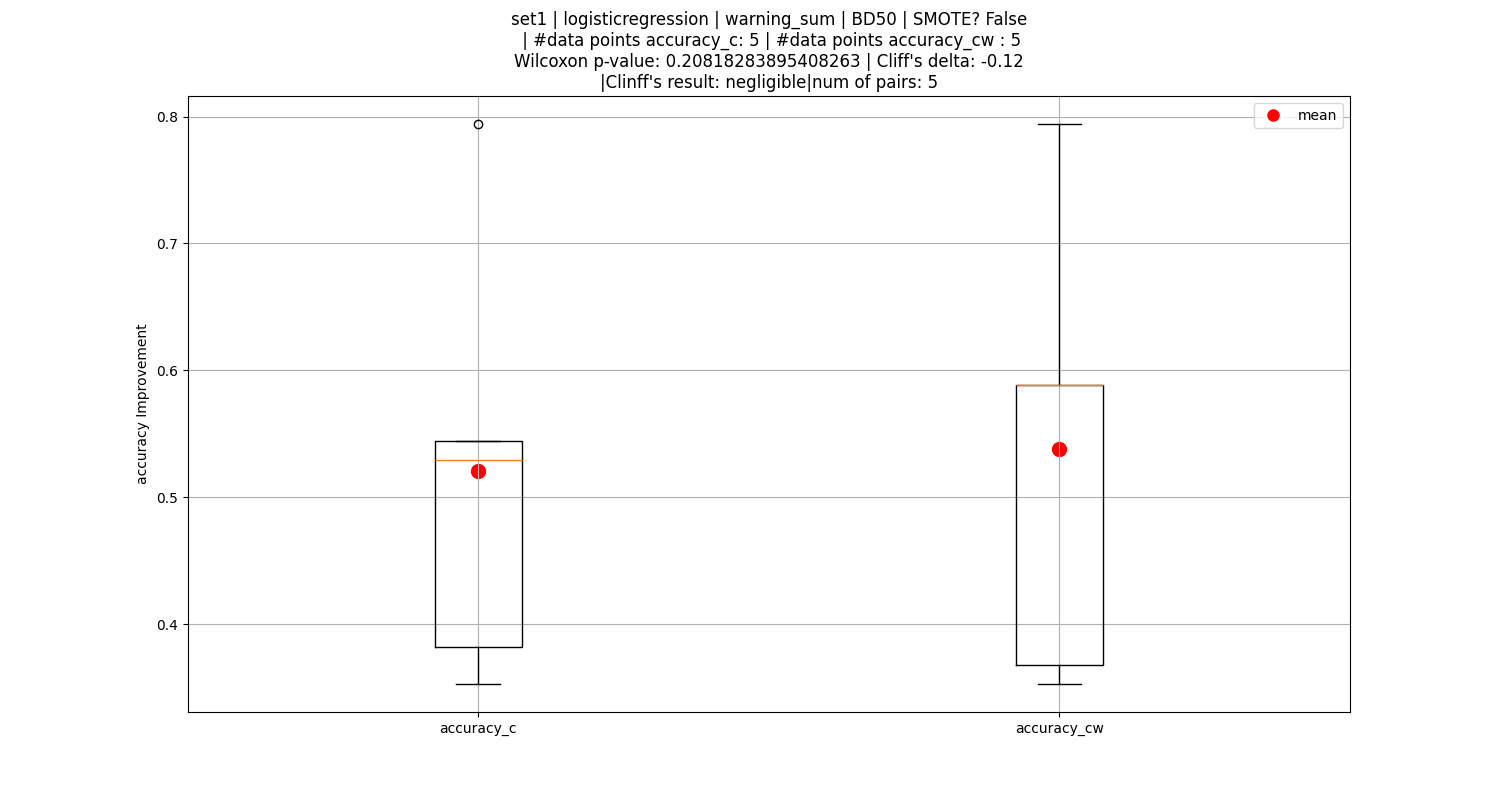 set1 | logisticregression | warning_sum | BD50 | SMOTE? False
| #data points accuracy_c: 5 | #data points accuracy_cw : 5
Wilcoxon p-value: 0.20818283895408263 | Cliff's delta: -0.12
|Clinff's result: negligible|num of pairs: 5
mean
0.8
0.7
0.6
0.5
0.4
accuracy Improvement
accuracy_c
accuracy_cw